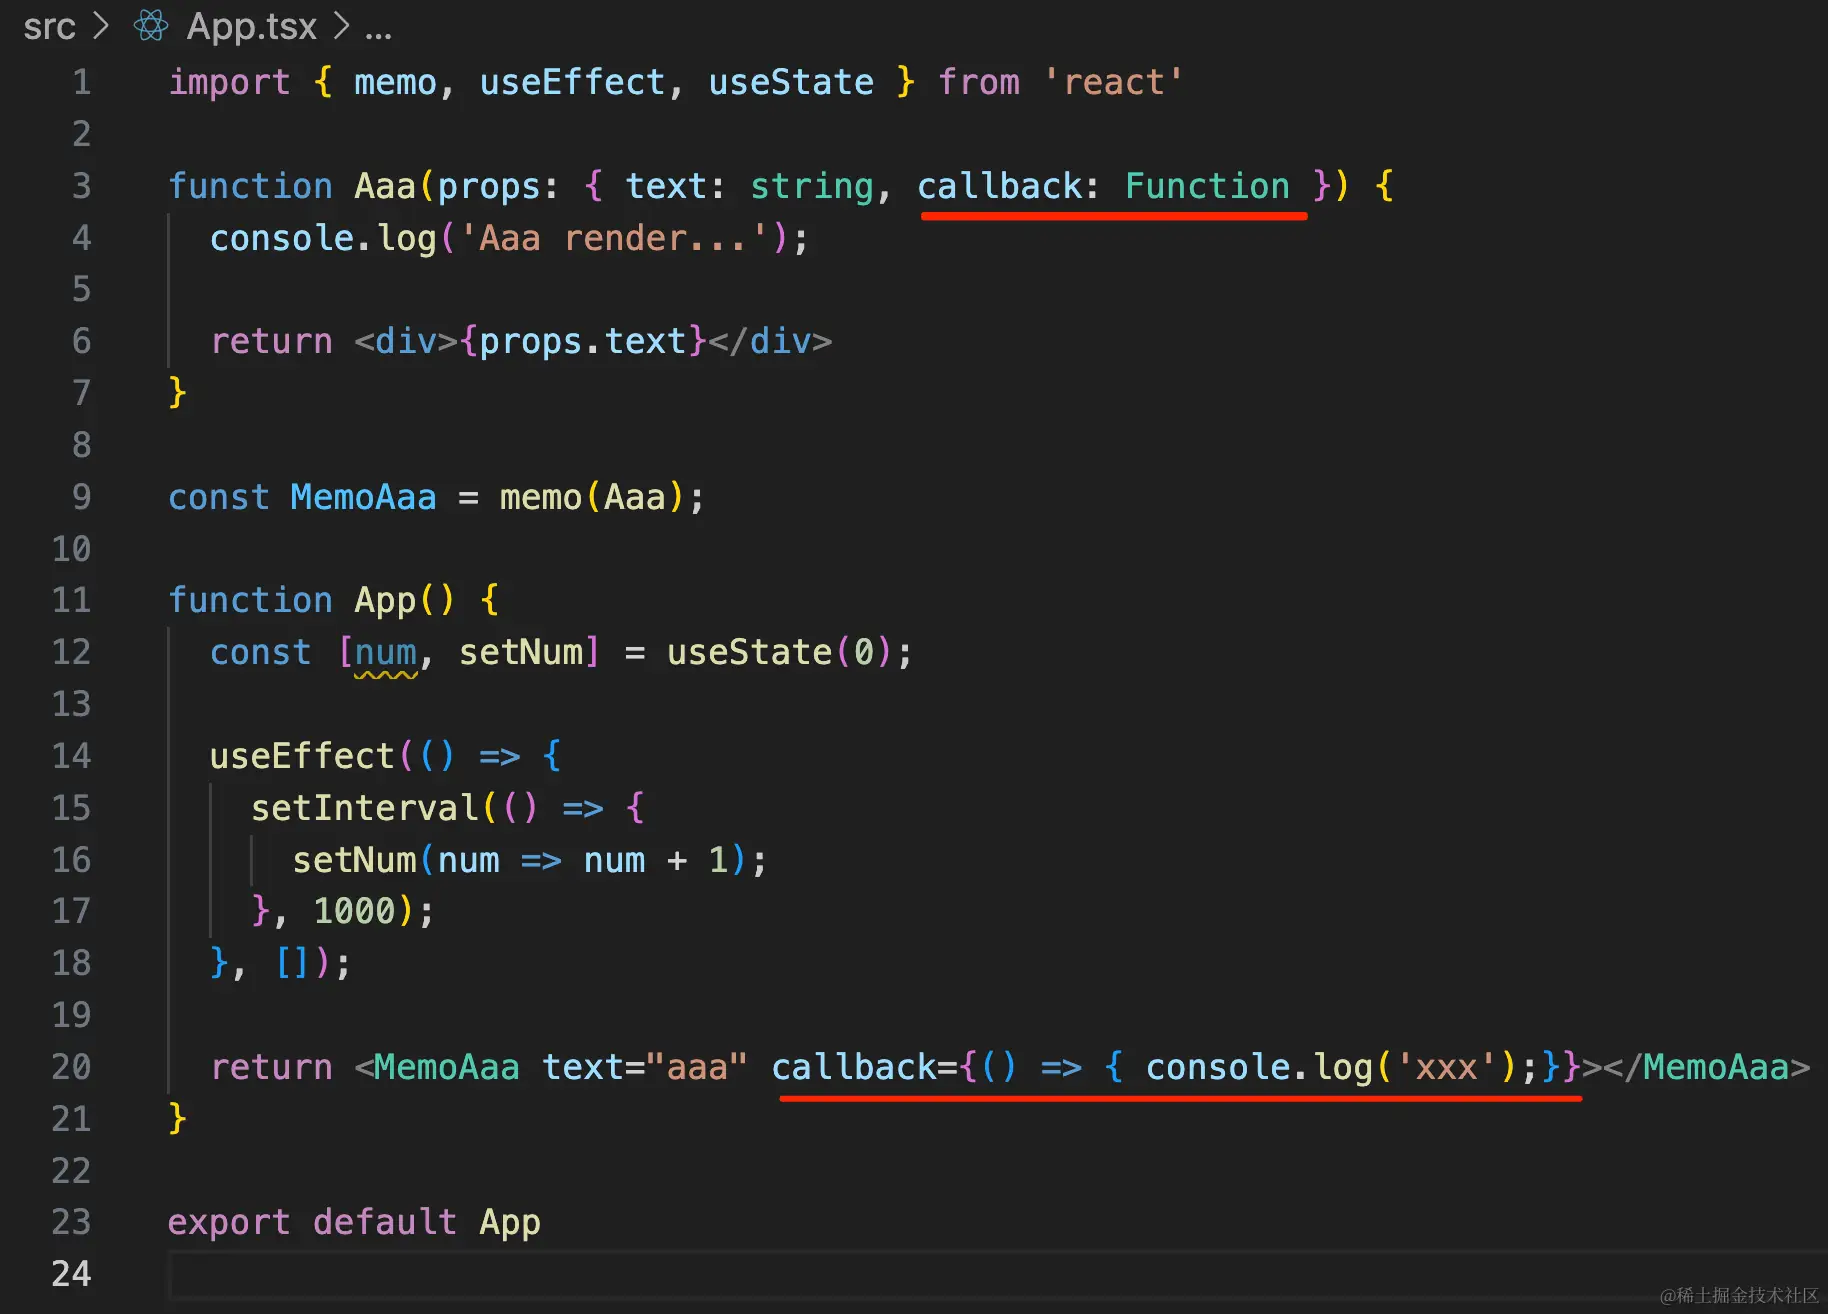 src > App.tsx > ...
1 import { memo, useEffect, useState } from 'react'
2
3 function Aaa(props: { text: string, callback: Function }) {
4   console.log('Aaa render...');
5
6   return <div>{props.text}</div>
7 }
8
9 const MemoAaa = memo(Aaa);
10
11 function App() {
12   const [num, setNum] = useState(0);
13
14   useEffect(() => {
15     setInterval(() => {
16       setNum(num => num + 1);
17     }, 1000);
18   }, []);
19
20   return <MemoAaa text="aaa" callback={() => { console.log('xxx');}}></MemoAaa>
21 }
22
23 export default App
24
@稀土掘金技术社区